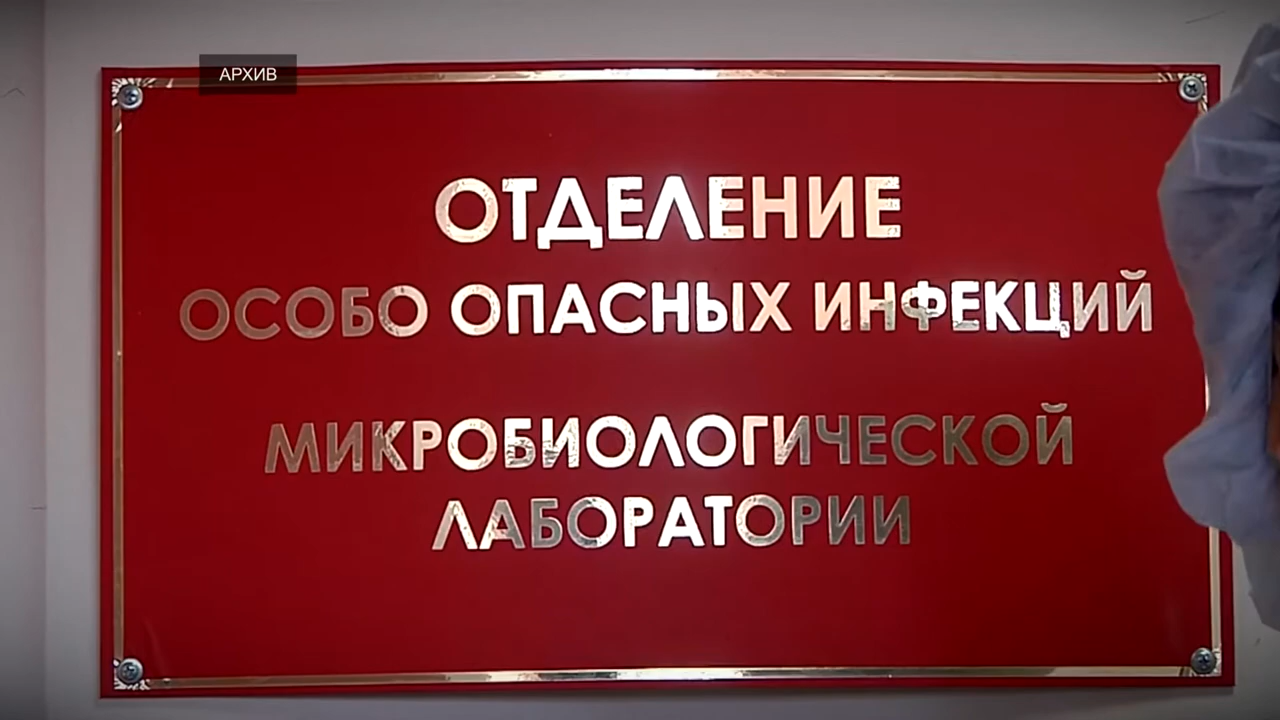 АРХИВ
ОТДЕЛЕНИЕ
ОСОБО ОПАСНЫХ ИНФЕКЦИЙ
МИКРОБИОЛОГИЧЕСКОЙ
ЛАБОРАТОРИИ